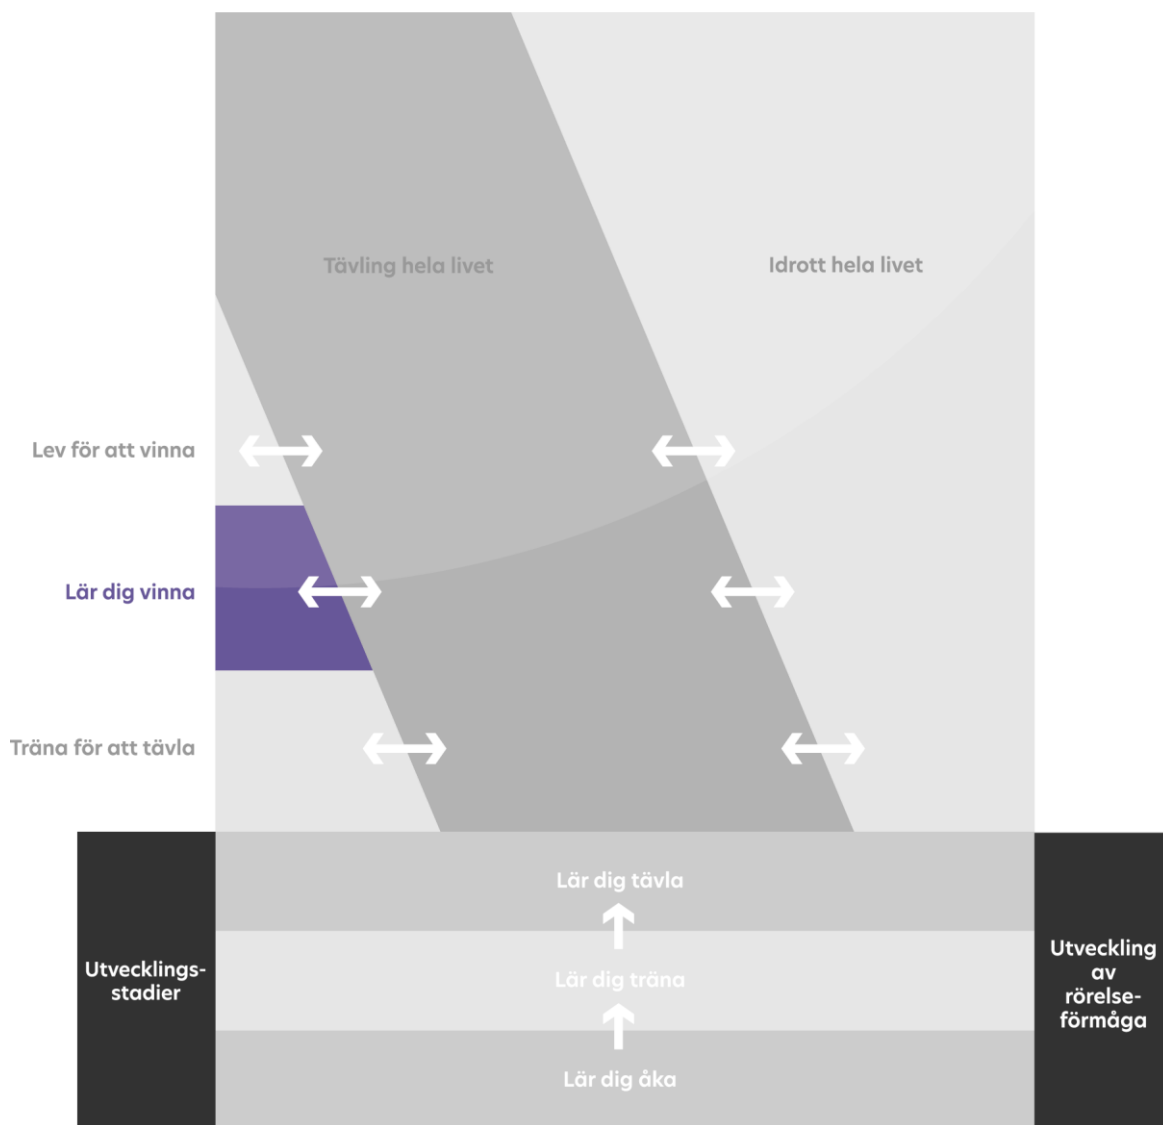 Tävling hela livet
Idrott hela livet
Lev för att vinna
Lär dig vinna
Träna för att tävla
Lär dig tävla
Lär dig träna
Lär dig åka
Utvecklings-
stadier
Utveckling
av
rörelse-
förmåga